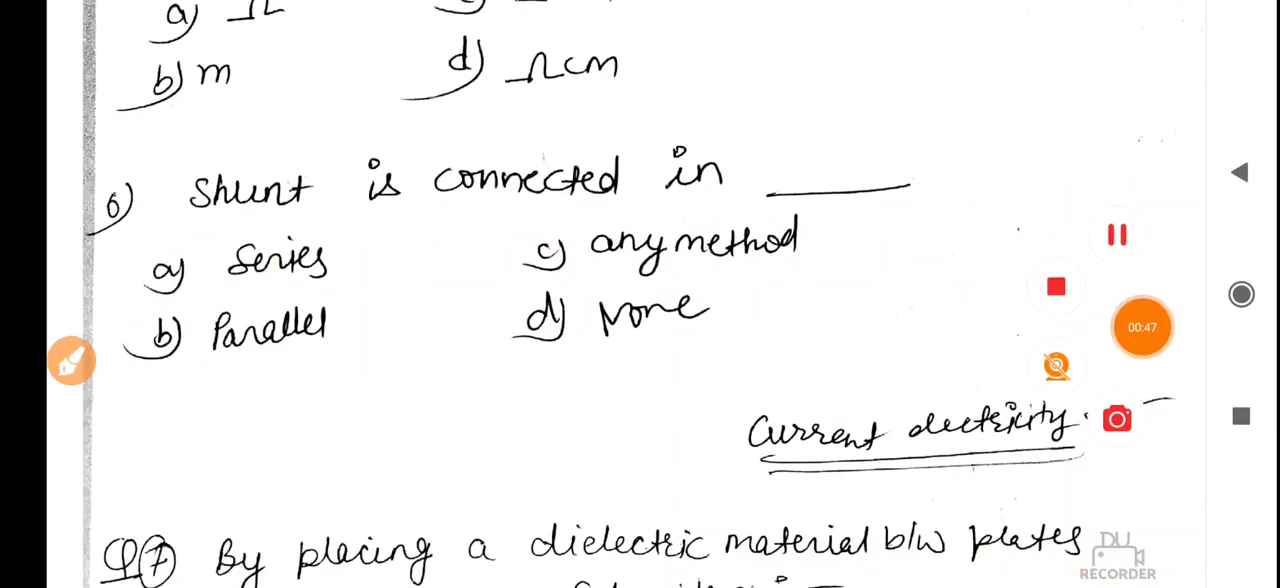 a) Ω
b) m
d) Ωcm
6) Shunt is connected in ______
a) Series
c) any method
b) Parallel
d) None
00:47
Current electricity.
Q7 By placing a dielectric material b/w plates
DU
RECORDER